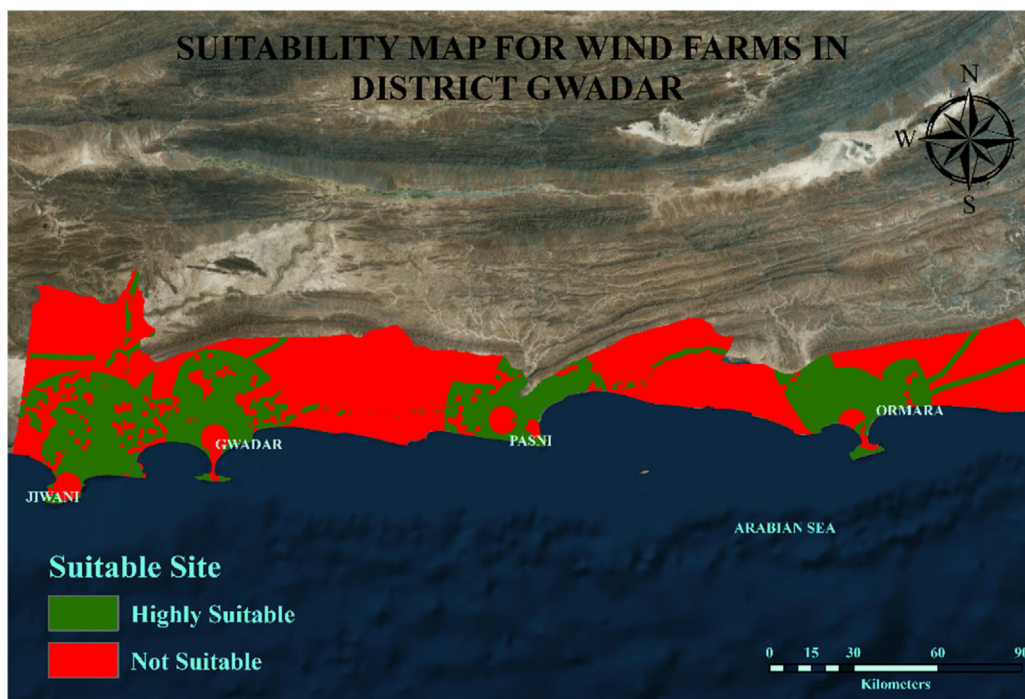 SUITABILITY MAP FOR WIND FARMS IN
DISTRICT GWADAR
N
W
S
GWADAR
PASNI
ORMARA
JIWANI
ARABIAN SEA
Suitable Site
Highly Suitable
Not Suitable
0 15 30 60 90
Kilometers